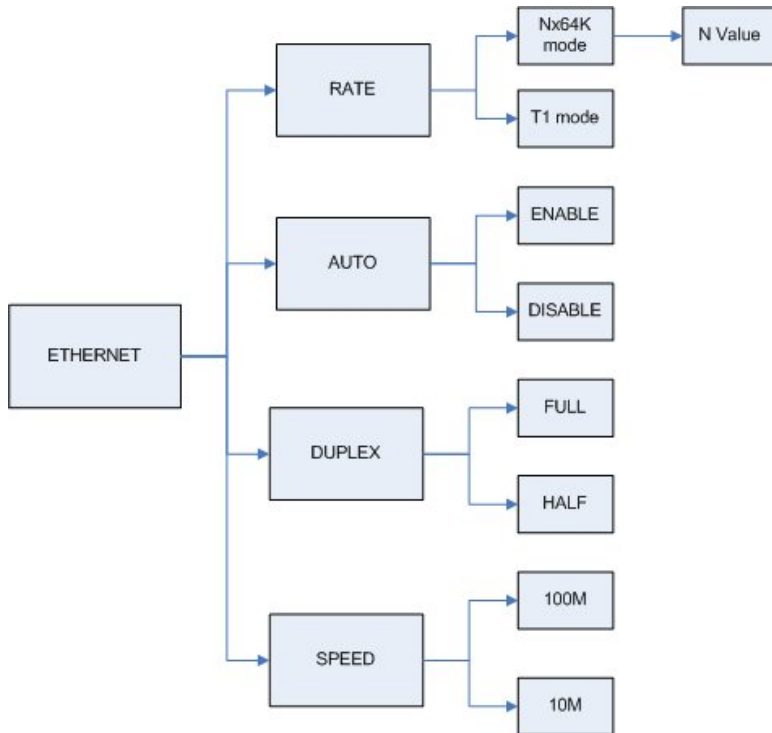 Nx64K
mode
N Value
RATE
T1 mode
ENABLE
AUTO
DISABLE
ETHERNET
FULL
DUPLEX
HALF
100M
SPEED
10M